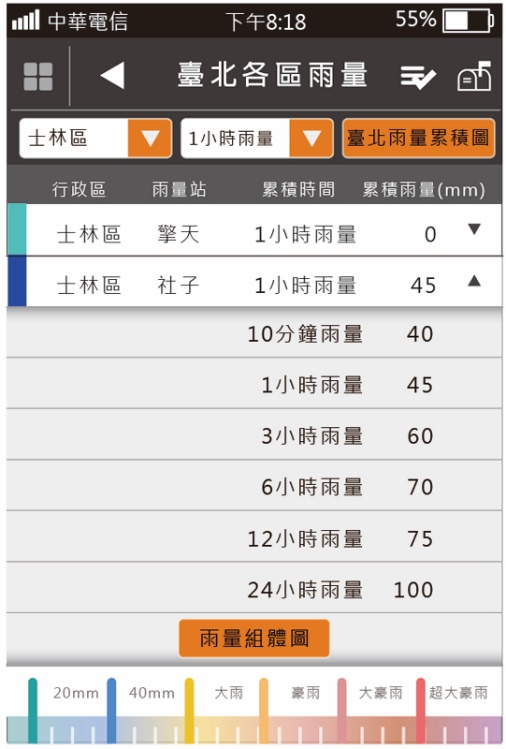 中華電信 下午8:18 55%
臺北各區雨量
士林區 1小時雨量 臺北雨量累積圖
行政區 雨量站 累積時間 累積雨量(mm)
士林區 擎天 1小時雨量 0
士林區 社子 1小時雨量 45
10分鐘雨量 40
1小時雨量 45
3小時雨量 60
6小時雨量 70
12小時雨量 75
24小時雨量 100
雨量組體圖
20mm 40mm 大雨 豪雨 大豪雨 超大豪雨